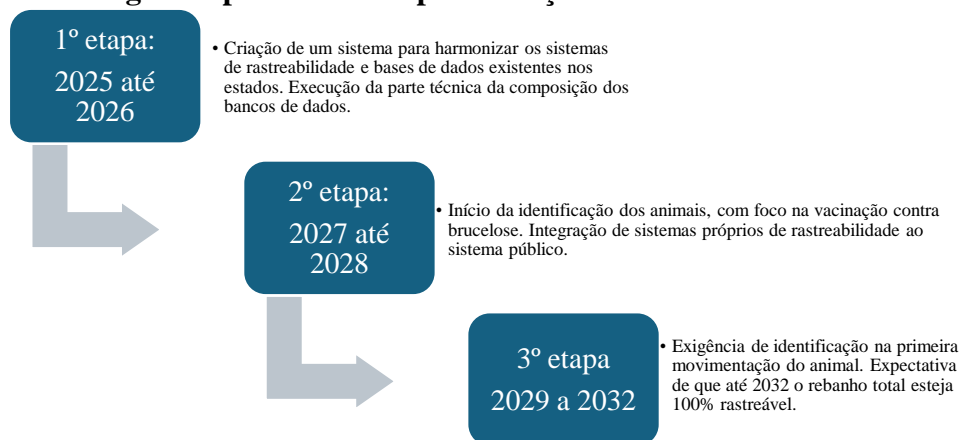 1º etapa:
2025 até
2026
• Criação de um sistema para harmonizar os sistemas
de rastreabilidade e bases de dados existentes nos
estados. Execução da parte técnica da composição dos
bancos de dados.
2º etapa:
2027 até
2028
• Início da identificação dos animais, com foco na vacinação contra
brucelose. Integração de sistemas próprios de rastreabilidade ao
sistema público.
3º etapa
2029 a 2032
• Exigência de identificação na primeira
movimentação do animal. Expectativa
de que até 2032 o rebanho total esteja
100% rastreável.